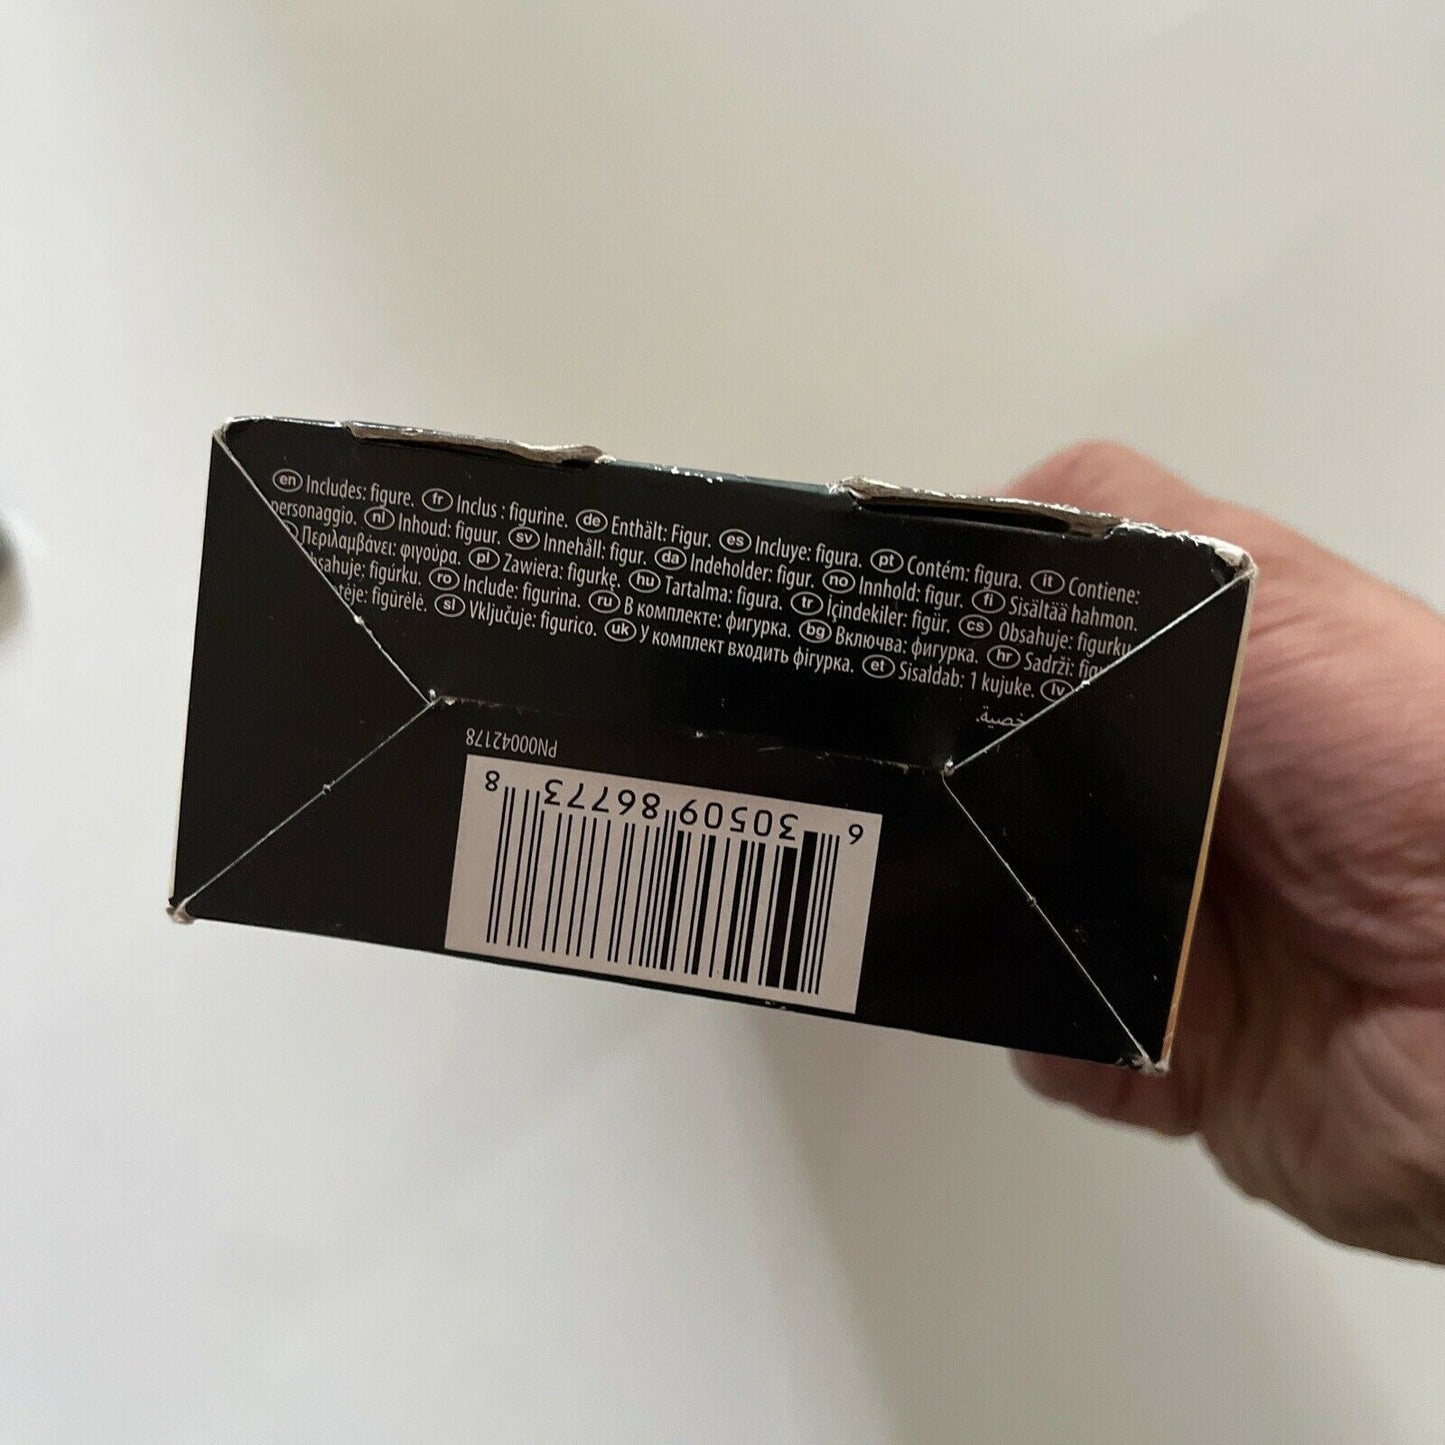 en Includes: figure. fr Inclus : figurine. de Enthält: Figur. es Incluye: figura. pt Contém: figura. it Contiene:
personaggio. nl Inhoud: figuur. sv Innehåll: figur. da Indeholder: figur. no Innhold: figur. fi Sisältää hahmon.
Περιλαμβάνει: φιγούρα. pl Zawiera: figurkę. hu Tartalma: figura. tr İçindekiler: figür. cs Obsahuje: figurku.
figúrku. ro Include: figurina. ru В комплекте: фигурка. bg Включва: фигурка. hr Sadrži:
figūrėlė. sl Vključuje: figurico. uk У комплект входить фігурка. et Sisaldab: 1 kujuke. lv
PN00042178
6 30509 86773 8